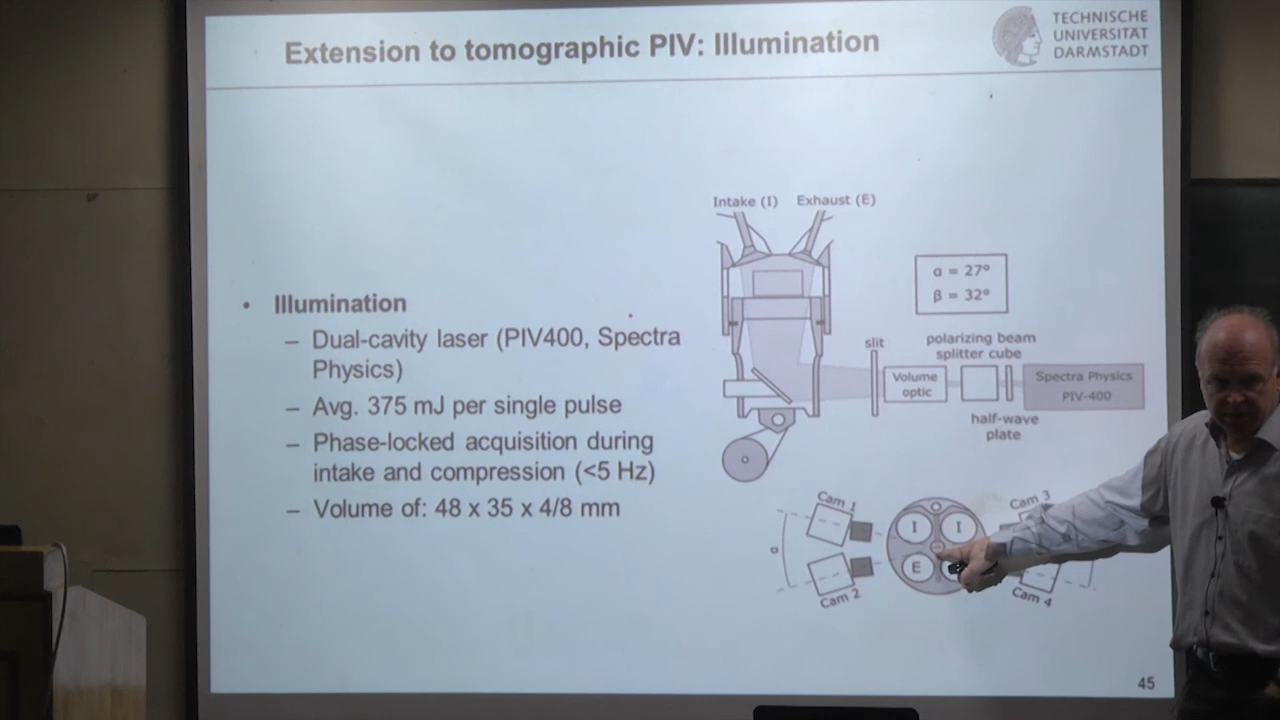 Extension to tomographic PIV: Illumination
TECHNISCHE
UNIVERSITÄT
DARMSTADT
• Illumination
– Dual-cavity laser (PIV400, Spectra
Physics)
– Avg. 375 mJ per single pulse
– Phase-locked acquisition during
intake and compression (<5 Hz)
– Volume of: 48 x 35 x 4/8 mm
Intake (I) Exhaust (E)
α = 27°
β = 32°
slit
polarizing beam
splitter cube
Volume
optic
Spectra Physics
PIV-400
half-wave
plate
Cam 1
Cam 3
I I
α
E
Cam 2
Cam 4
45